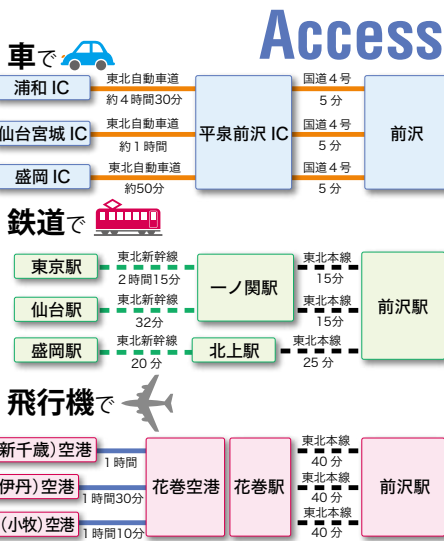 Access
車で
浦和 IC
東北自動車道
約4時間30分
平泉前沢 IC
国道4号
5分
前沢
仙台宮城 IC
東北自動車道
約1時間
国道4号
5分
盛岡 IC
東北自動車道
約50分
国道4号
5分
鉄道で
東京駅
東北新幹線
2時間15分
一ノ関駅
東北本線
15分
前沢駅
仙台駅
東北新幹線
32分
東北本線
15分
盛岡駅
東北新幹線
20分
北上駅
東北本線
25分
飛行機で
新千歳)空港
1時間
花巻空港
花巻駅
東北本線
40分
前沢駅
伊丹)空港
1時間30分
東北本線
40分
(小牧)空港
1時間10分
東北本線
40分